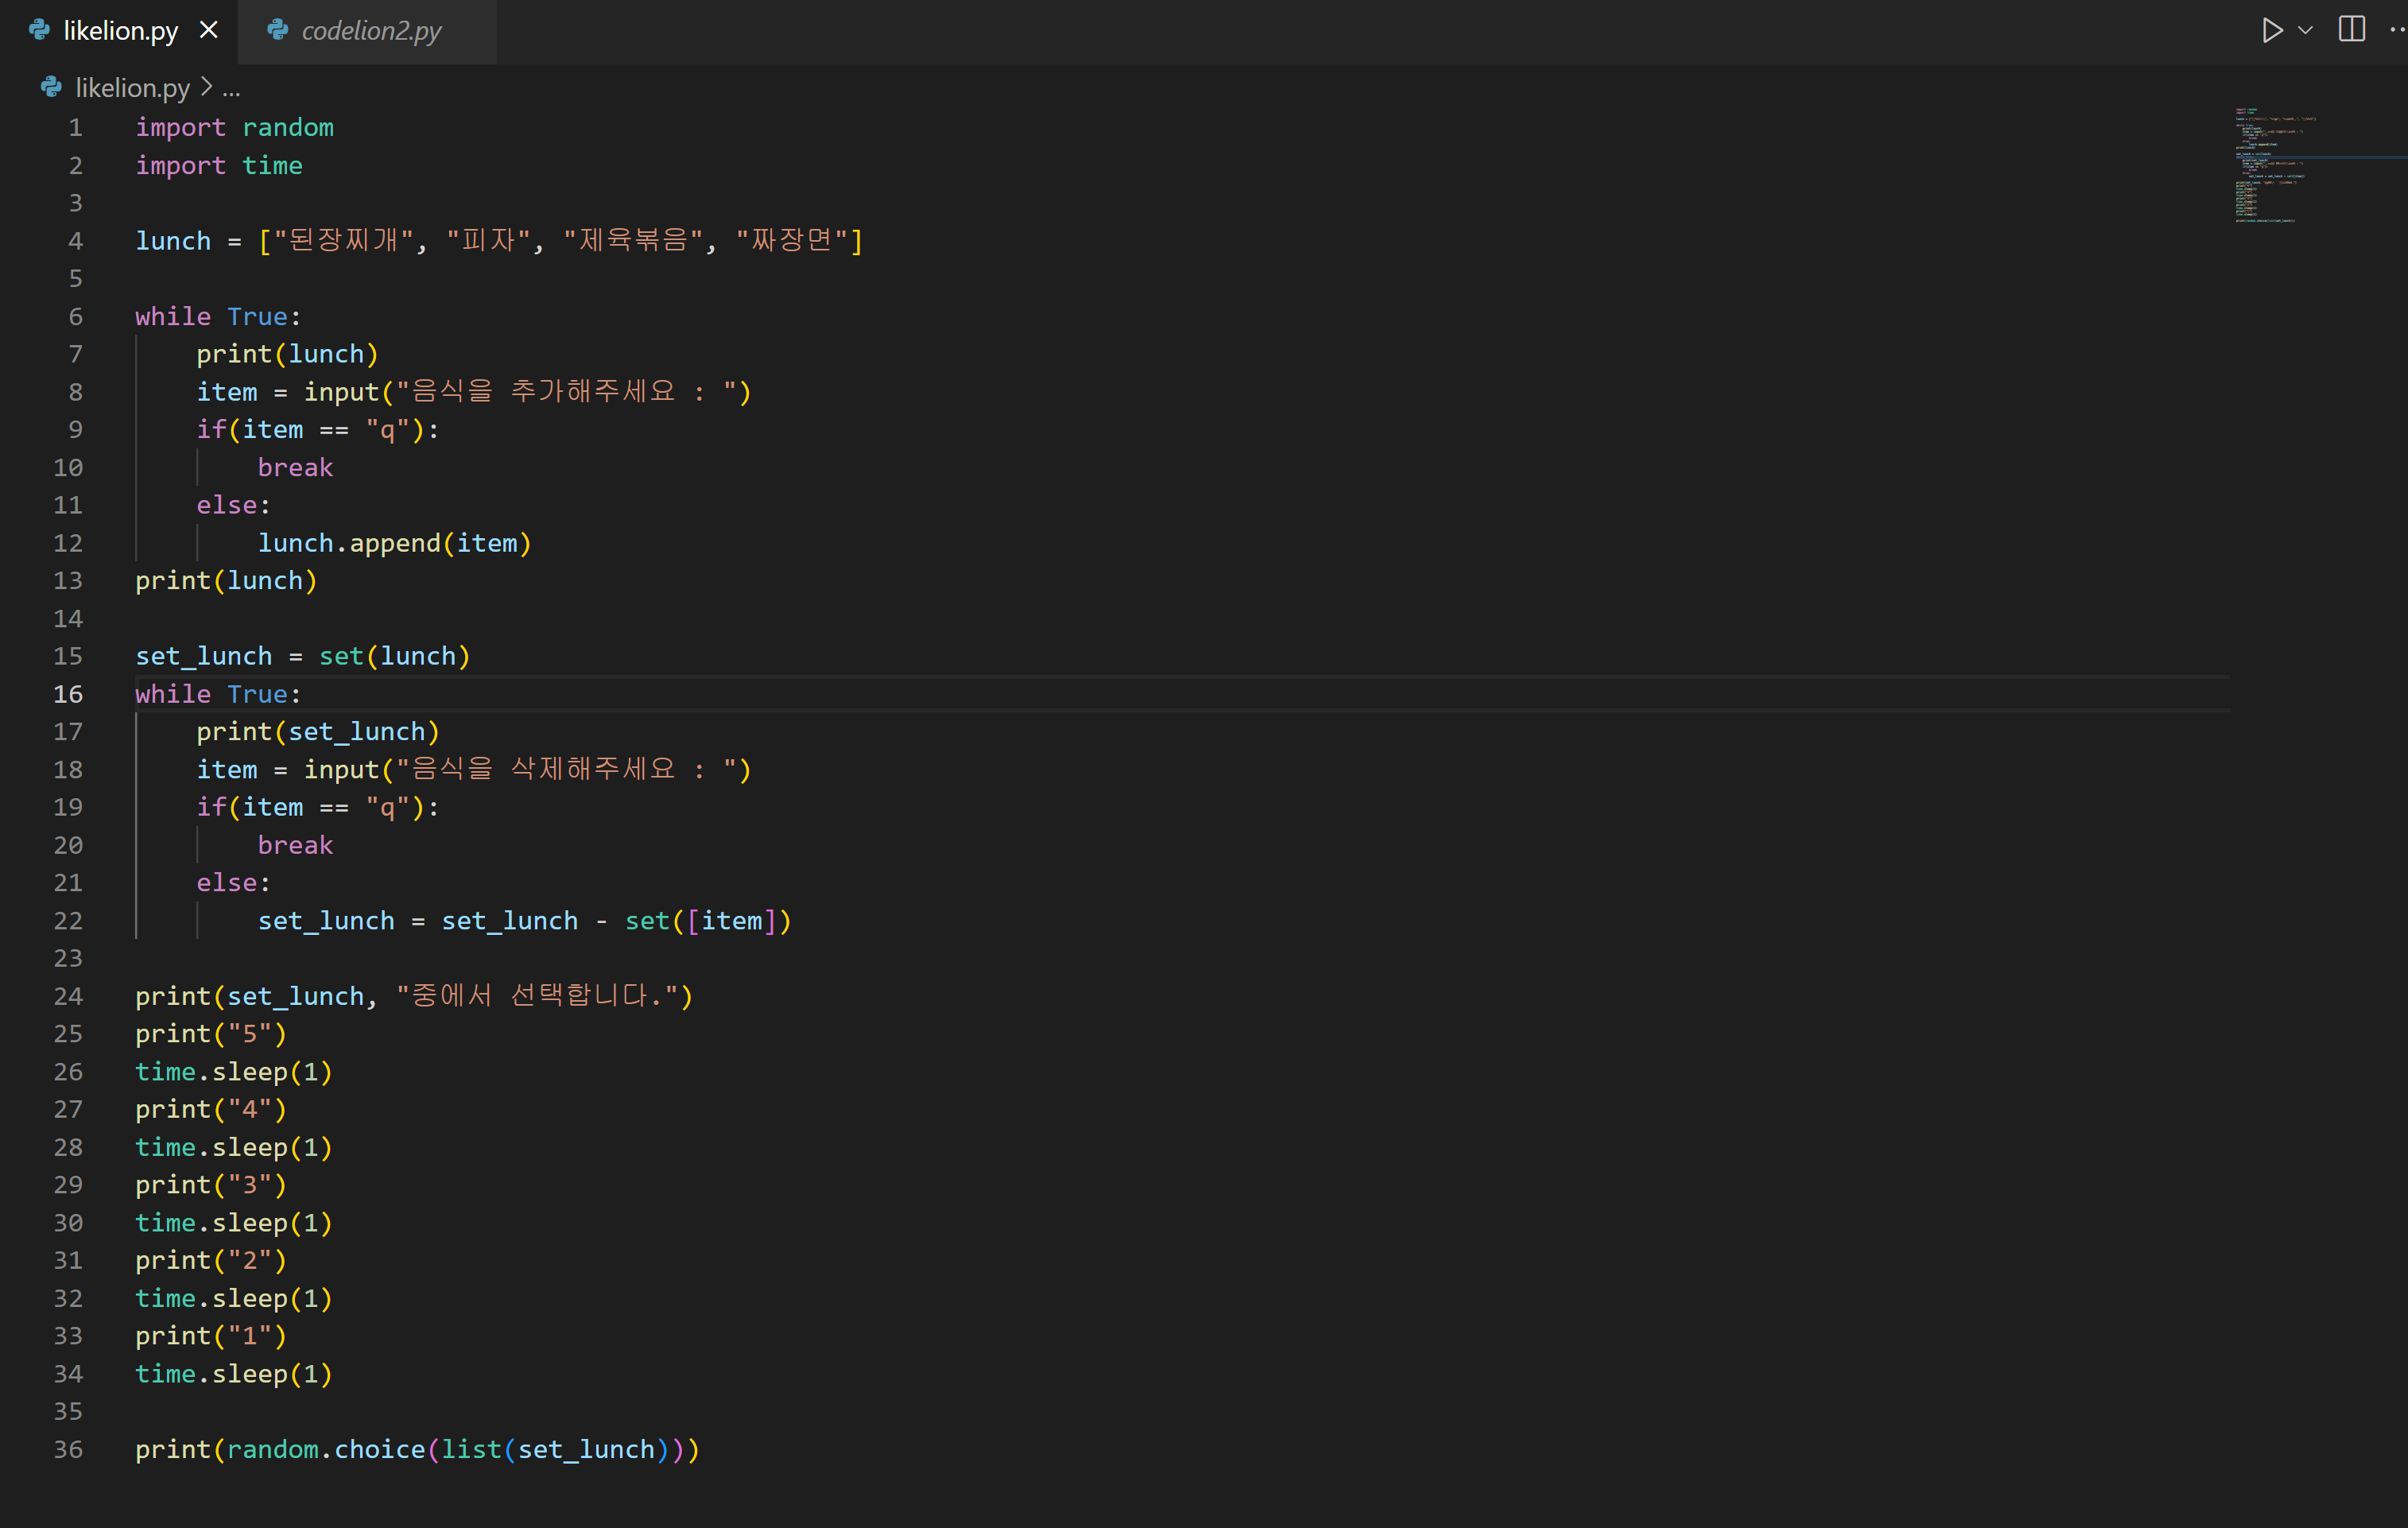 likelion.py
codelion2.py
likelion.py > ...
1 import random
2 import time
3
4 lunch = ["된장찌개", "피자", "제육볶음", "짜장면"]
5
6 while True:
7     print(lunch)
8     item = input("음식을 추가해주세요 : ")
9     if(item == "q"):
10         break
11     else:
12         lunch.append(item)
13 print(lunch)
14
15 set_lunch = set(lunch)
16 while True:
17     print(set_lunch)
18     item = input("음식을 삭제해주세요 : ")
19     if(item == "q"):
20         break
21     else:
22         set_lunch = set_lunch - set([item])
23
24 print(set_lunch, "중에서 선택합니다.")
25 print("5")
26 time.sleep(1)
27 print("4")
28 time.sleep(1)
29 print("3")
30 time.sleep(1)
31 print("2")
32 time.sleep(1)
33 print("1")
34 time.sleep(1)
35
36 print(random.choice(list(set_lunch)))